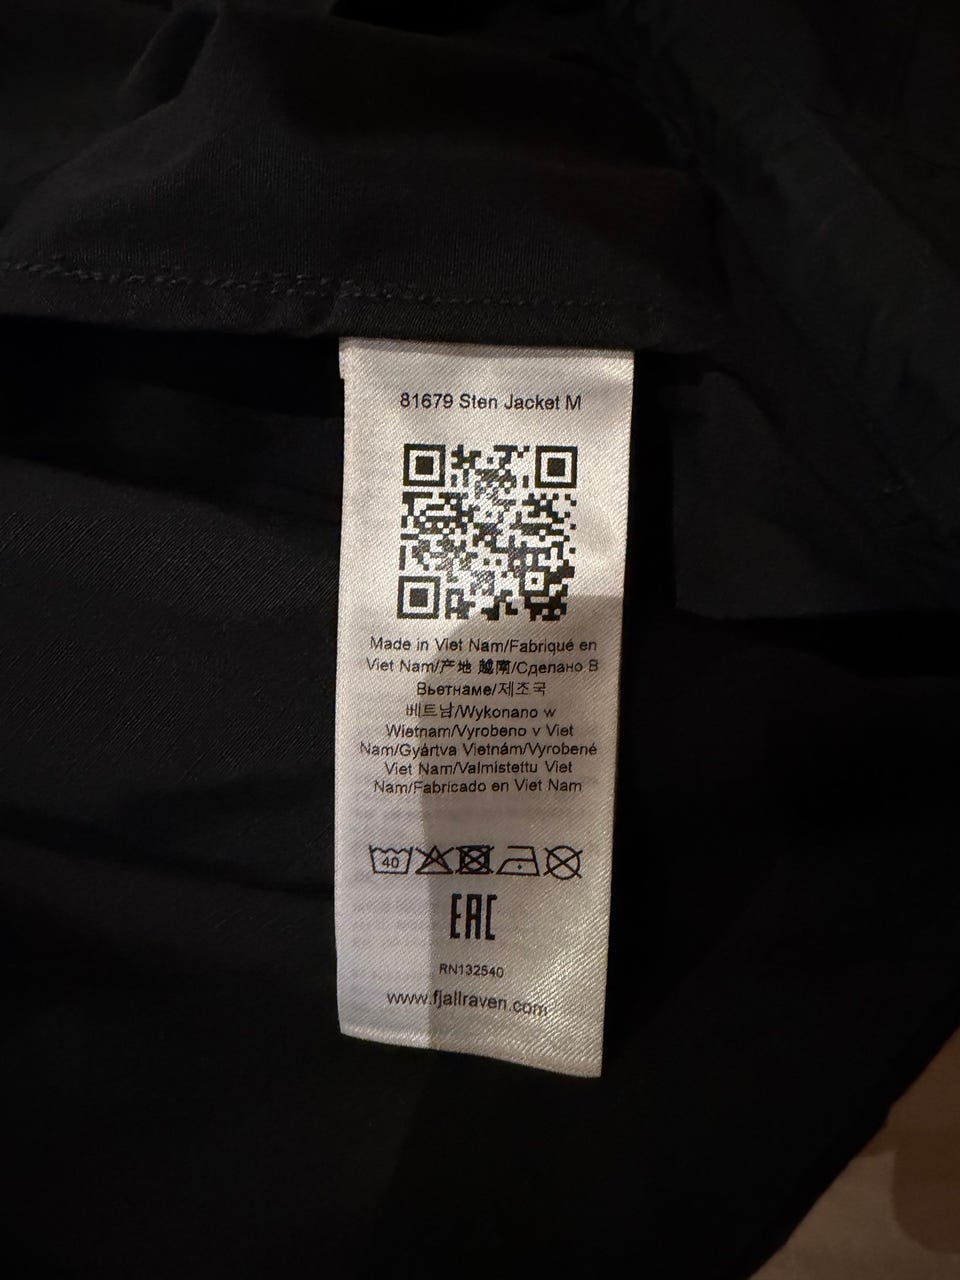 81679 Sten Jacket M
Made in Viet Nam/Fabriqué en
Viet Nam/产地 越南/Сделано В
Вьетнаме/제조국
베트남/Wykonano w
Wietnam/Vyrobeno v Viet
Nam/Gyártva Vietnám/Vyrobené
Viet Nam/Valmistettu Viet
Nam/Fabricado en Viet Nam
40
EAC
RN132540
www.fjallraven.com